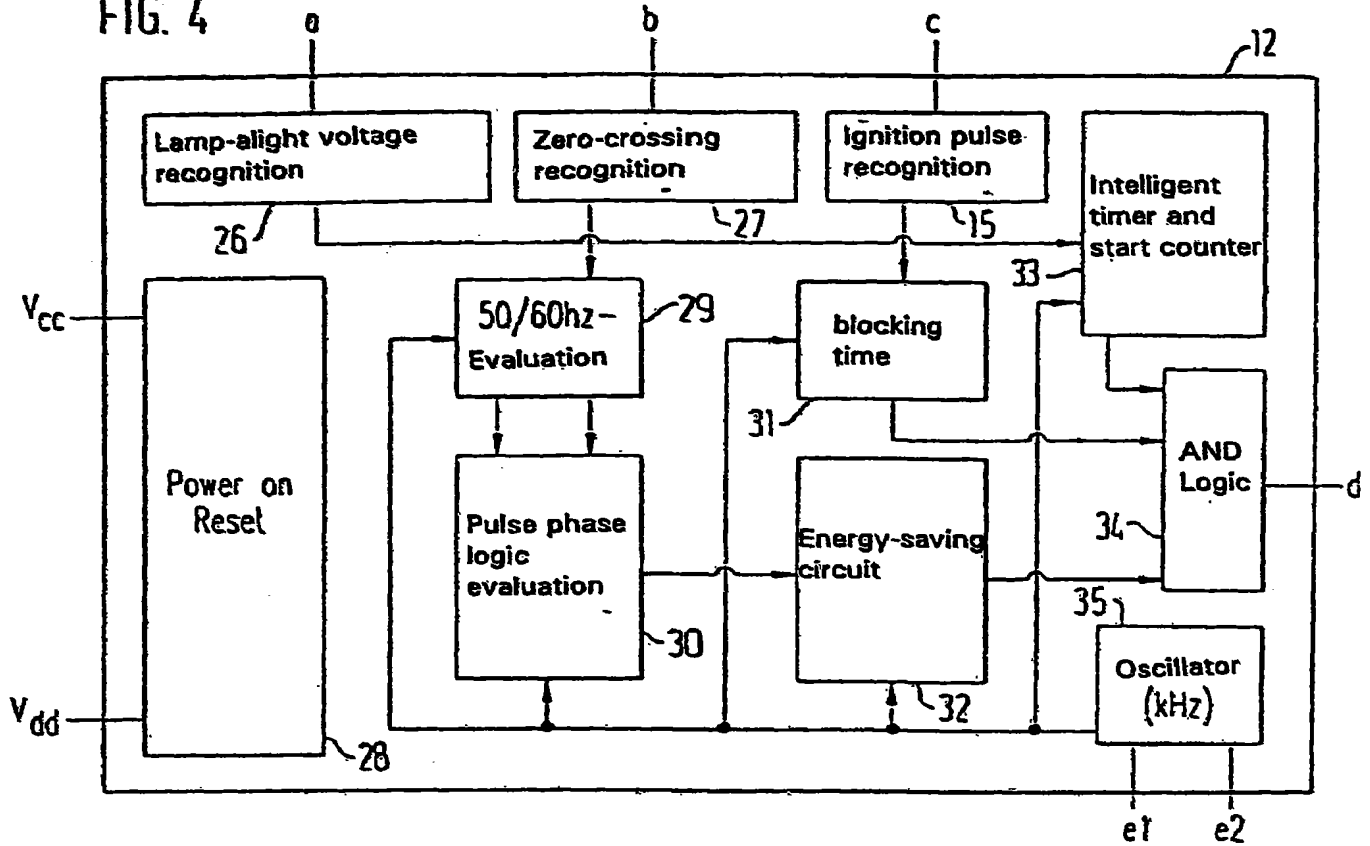 FIG. 4
a
b
c
12
Lamp-alight voltage
recognition
26
Zero-crossing
recognition
27
Ignition pulse
recognition
15
Intelligent
timer and
start counter
33
Vcc
Power on
Reset
Vdd
28
50/60hz-
Evaluation
29
blocking
time
31
Pulse phase
logic
evaluation
30
Energy-saving
circuit
32
AND
Logic
34
d
35
Oscillator
(kHz)
e1
e2